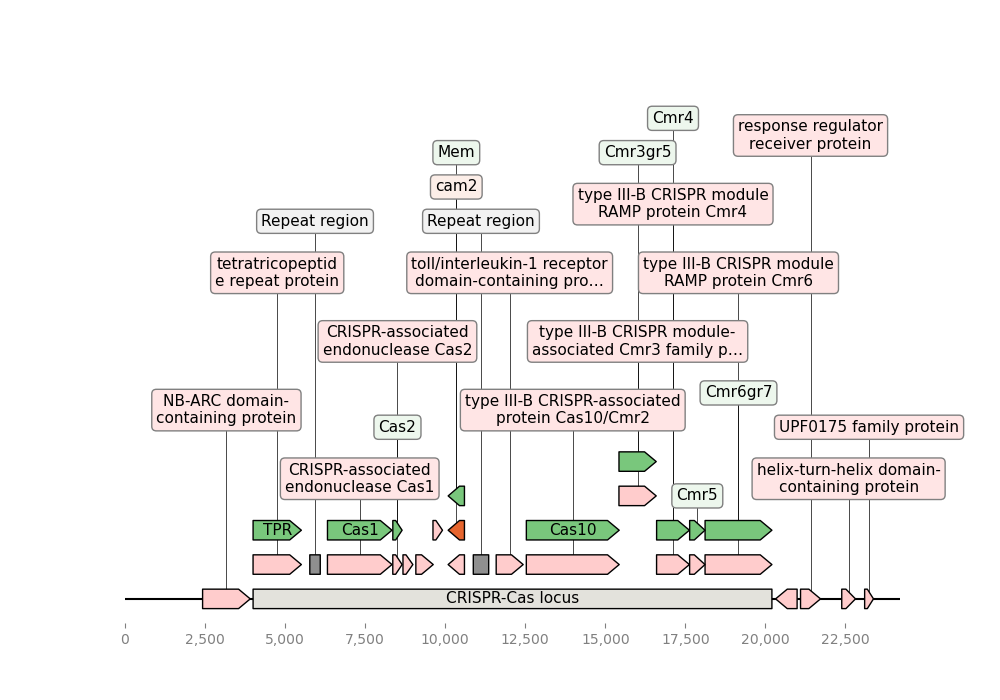 Cmr4
response regulator
receiver protein
Mem
Cmr3gr5
cam2
type III-B CRISPR module
RAMP protein Cmr4
Repeat region
Repeat region
tetratricopeptid
e repeat protein
toll/interleukin-1 receptor
domain-containing pro...
type III-B CRISPR module
RAMP protein Cmr6
CRISPR-associated
endonuclease Cas2
type III-B CRISPR module-
associated Cmr3 family p...
NB-ARC domain-
containing protein
type III-B CRISPR-associated
protein Cas10/Cmr2
Cmr6gr7
Cas2
UPF0175 family protein
CRISPR-associated
endonuclease Cas1
helix-turn-helix domain-
containing protein
Cmr5
TPR
Cas1
Cas10
CRISPR-Cas locus
0
2,500
5,000
7,500
10,000
12,500
15,000
17,500
20,000
22,500